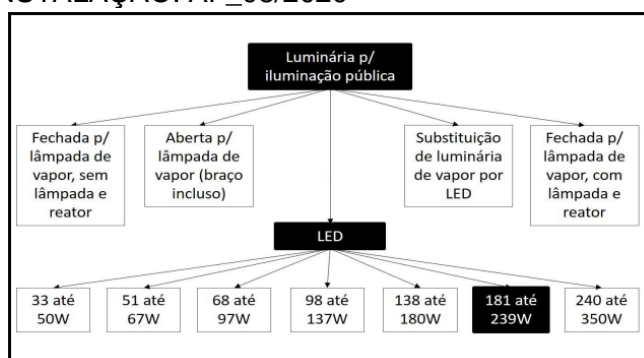 Luminária p/
iluminação pública
Fechada p/
lâmpada de
vapor, sem
lâmpada e
reator
Aberta p/
lâmpada de
vapor (braço
incluso)
Substituição
de luminária
de vapor por
LED
Fechada p/
lâmpada de
vapor, com
lâmpada e
reator
LED
33 até
50W
51 até
67W
68 até
97W
98 até
137W
138 até
180W
181 até
239W
240 até
350W